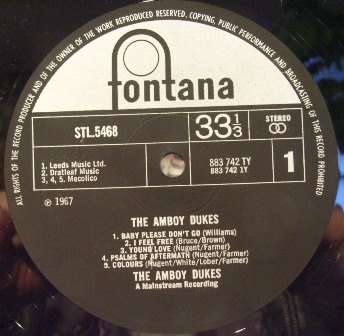 ALL RIGHTS OF THE RECORD PRODUCER AND OF THE OWNER OF THE WORK REPRODUCED RESERVED. COPYING, PUBLIC PERFORMANCE AND BROADCASTING OF THIS RECORD PROHIBITED
fontana
STL.5468
33 1/3
STEREO
1. Leeds Music Ltd.
2. Dratleaf Music
3, 4, 5. Mecolico
883 742 1Y
883 742 TY
1
℗ 1967
THE AMBOY DUKES
1. BABY PLEASE DON'T GO (Williams)
2. I FEEL FREE (Bruce/Brown)
3. YOUNG LOVE (Nugent/Farmer)
4. PSALMS OF AFTERMATH (Nugent/Farmer)
5. COLOURS (Nugent/White/Lober/Farmer)
THE AMBOY DUKES
A Mainstream Recording